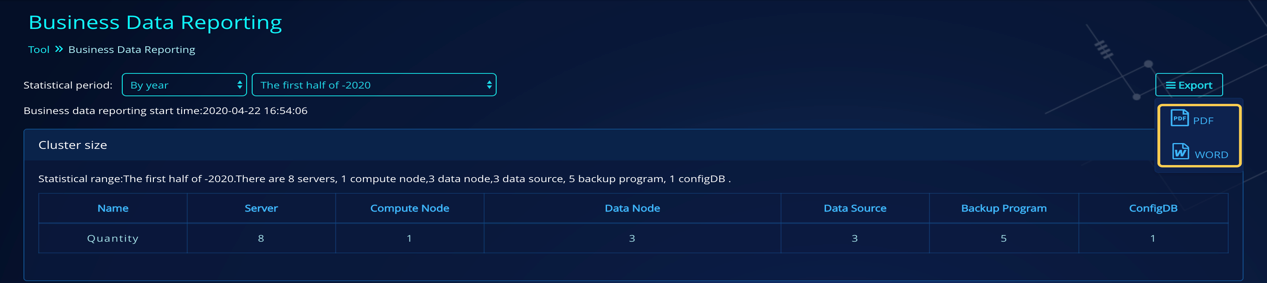 Business Data Reporting
Tool » Business Data Reporting
Statistical period: By year The first half of -2020 Export
Business data reporting start time:2020-04-22 16:54:06
PDF PDF
W WORD
Cluster size
Statistical range:The first half of -2020.There are 8 servers, 1 compute node,3 data node,3 data source, 5 backup program, 1 configDB .
Name Server Compute Node Data Node Data Source Backup Program ConfigDB
Quantity 8 1 3 3 5 1